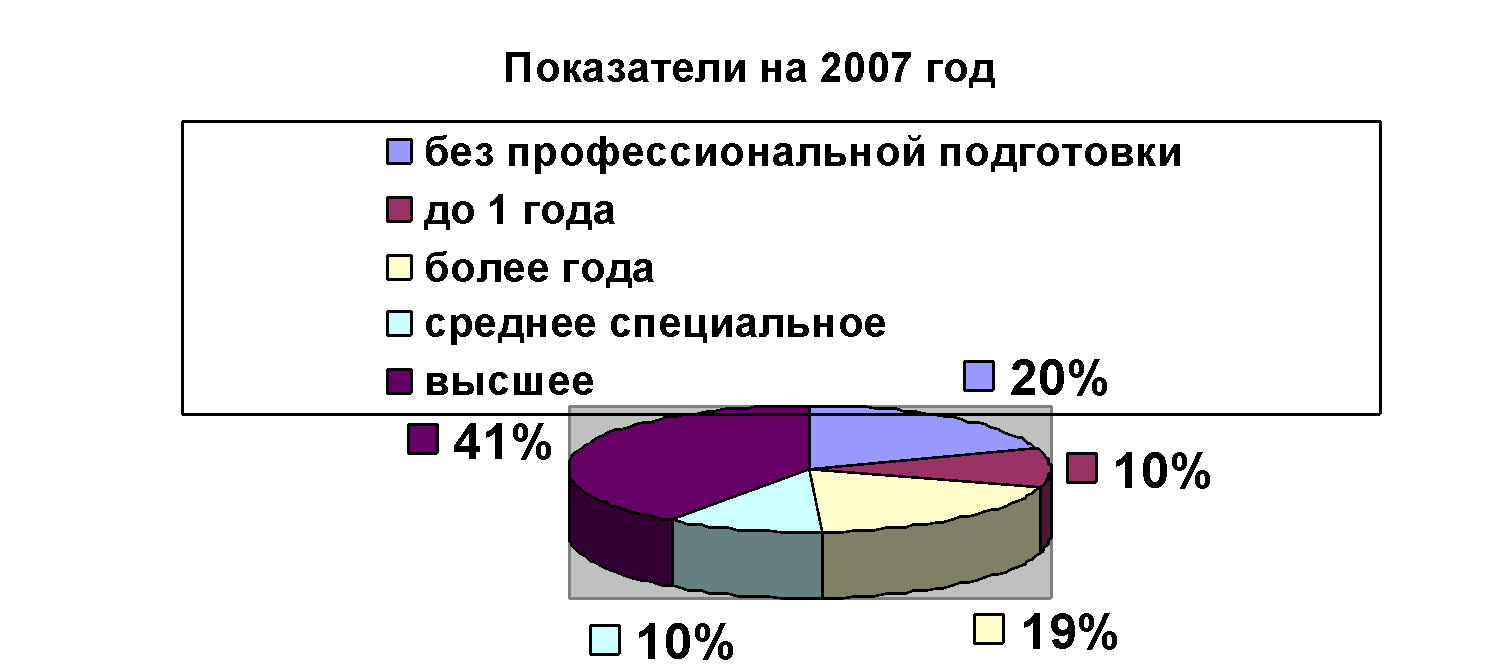 Показатели на 2007 год
без профессиональной подготовки
до 1 года
более года
среднее специальное
высшее
20%
41%
10%
10%
19%